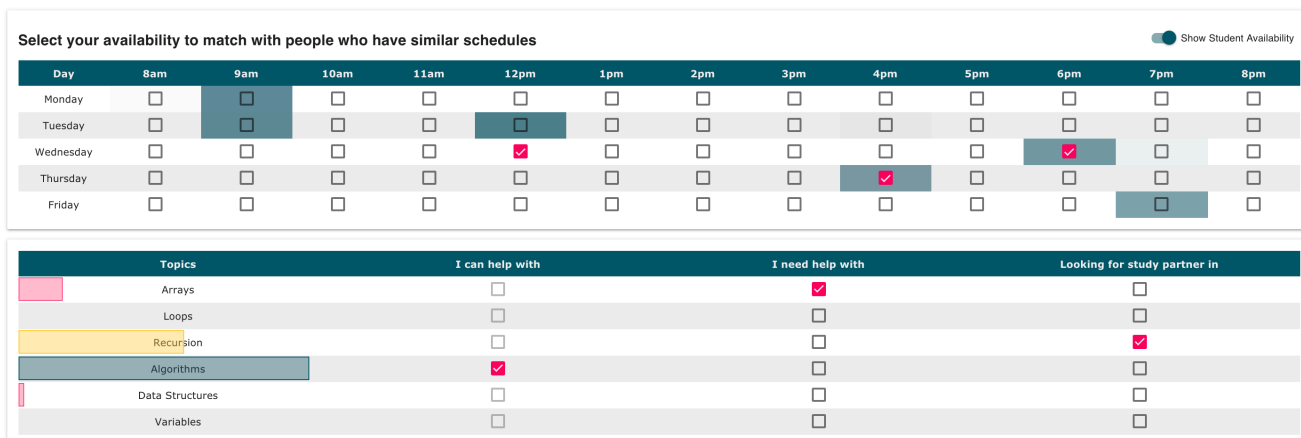 Select your availability to match with people who have similar schedules
Show Student Availability
Day 8am 9am 10am 11am 12pm 1pm 2pm 3pm 4pm 5pm 6pm 7pm 8pm
Monday
Tuesday
Wednesday
Thursday
Friday
Topics I can help with I need help with Looking for study partner in
Arrays
Loops
Recursion
Algorithms
Data Structures
Variables